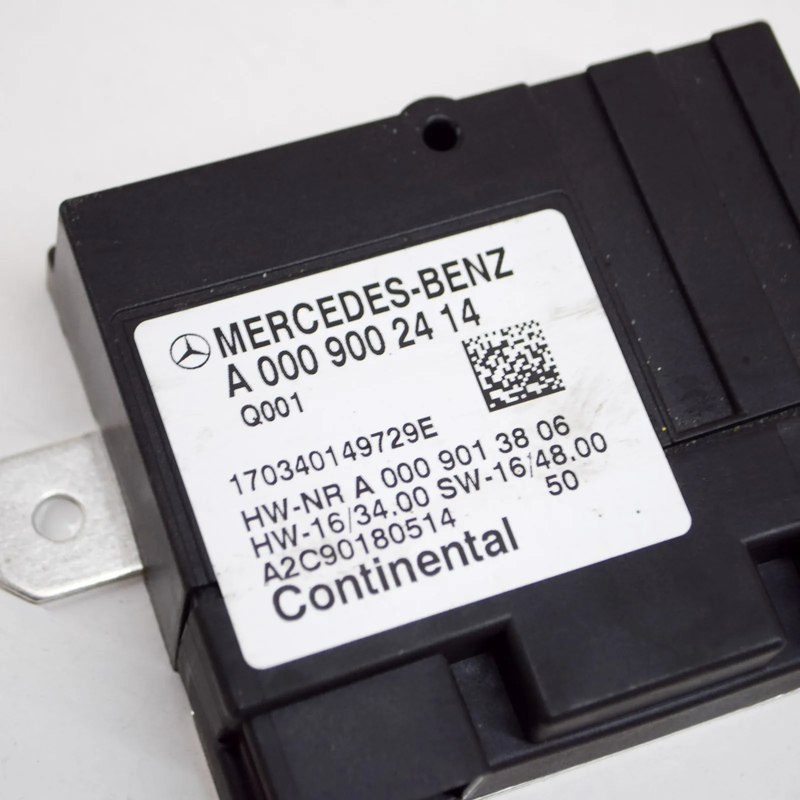 MERCEDES-BENZ
A 000 900 24 14
Q001
170340149729E
HW-NR A 000 901 38 06
HW-16/34.00 SW-16/48.00
A2C90180514 50
Continental